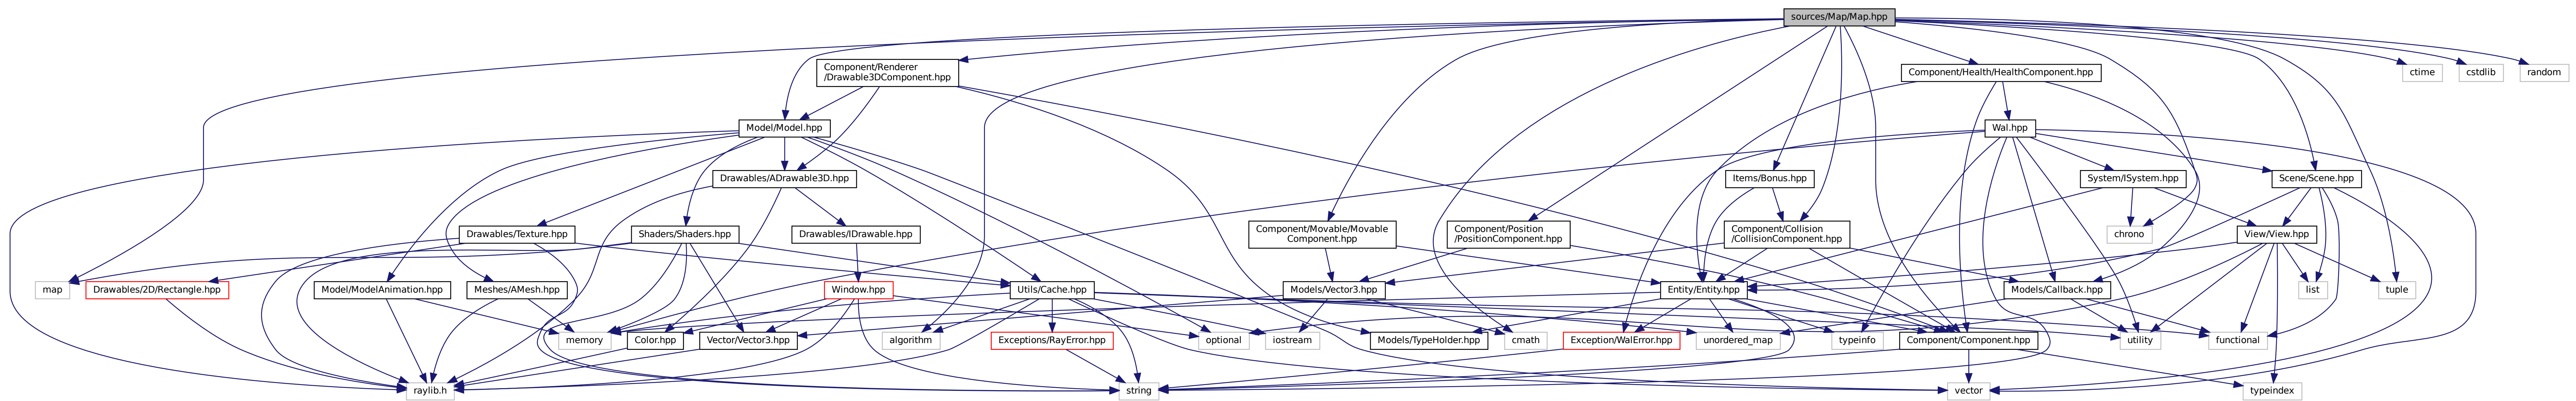 sources/Map/Map.hpp
Component/Renderer
/Drawable3DComponent.hpp
Component/Health/HealthComponent.hpp
ctime
cstdlib
random
Model/Model.hpp
Wal.hpp
Drawables/ADrawable3D.hpp
Items/Bonus.hpp
System/ISystem.hpp
Scene/Scene.hpp
Drawables/Texture.hpp
Shaders/Shaders.hpp
Drawables/IDrawable.hpp
Component/Movable/Movable
Component.hpp
Component/Position
/PositionComponent.hpp
Component/Collision
/CollisionComponent.hpp
chrono
View/View.hpp
map
Drawables/2D/Rectangle.hpp
Model/ModelAnimation.hpp
Meshes/AMesh.hpp
Window.hpp
Utils/Cache.hpp
Models/Vector3.hpp
Entity/Entity.hpp
Models/Callback.hpp
list
tuple
memory
Color.hpp
Vector/Vector3.hpp
algorithm
Exceptions/RayError.hpp
optional
iostream
Models/TypeHolder.hpp
cmath
Exception/WalError.hpp
unordered_map
typeinfo
Component/Component.hpp
utility
functional
raylib.h
string
vector
typeindex